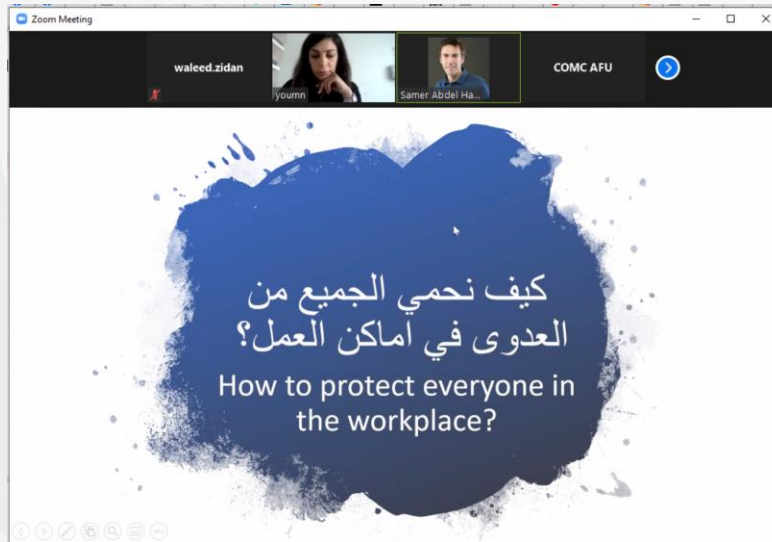 Zoom Meeting
waleed.zidan
youmn
Samer Abdel Ha...
COMC AFU
كيف نحمي الجميع من
العدوى في اماكن العمل؟
How to protect everyone in
the workplace?